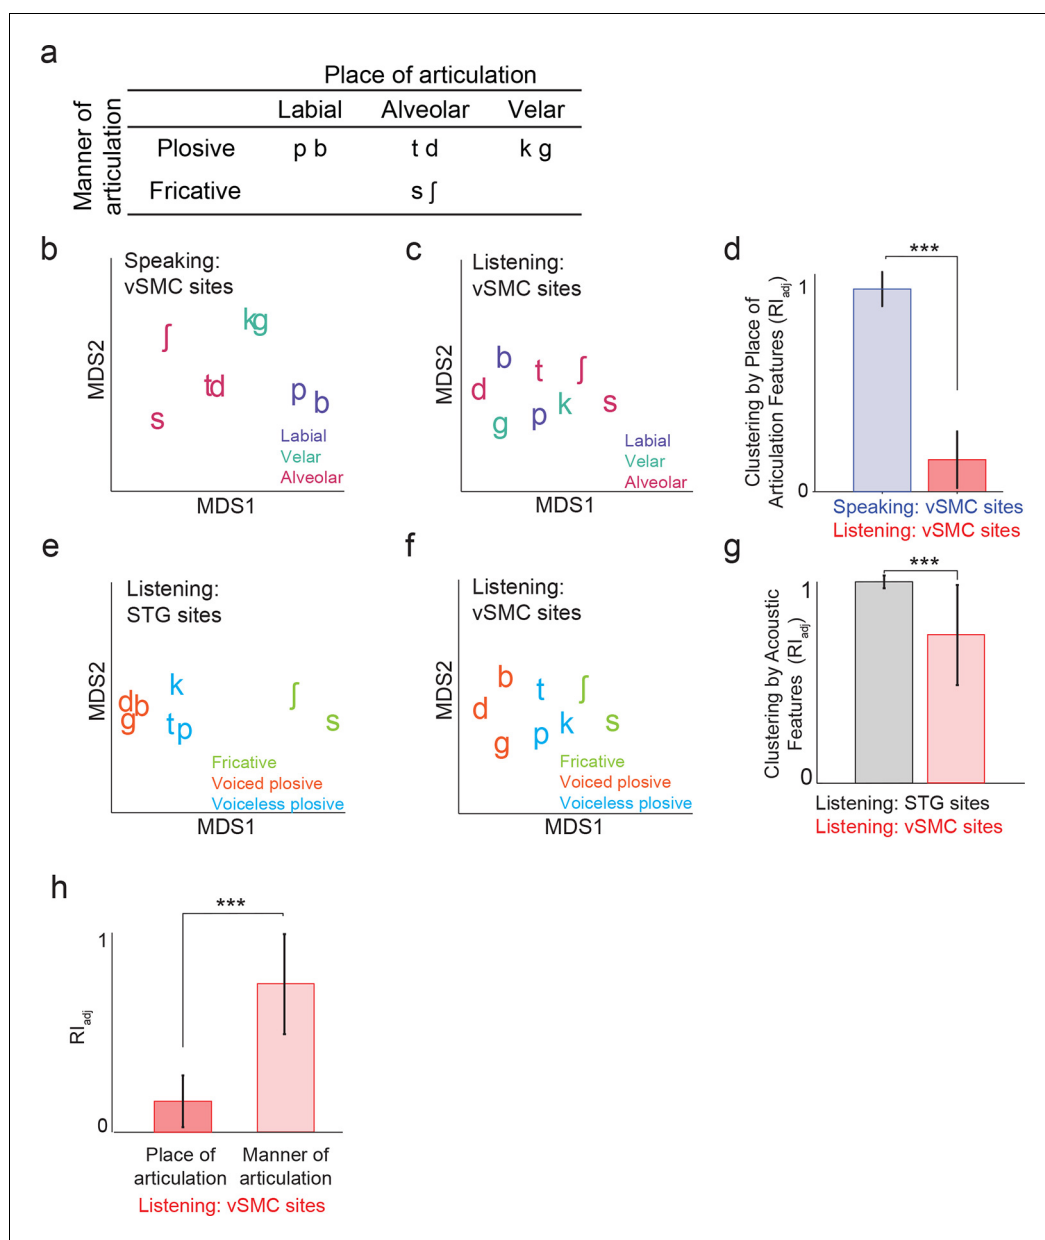 a
Place of articulation
Manner of
articulation
Labial Alveolar Velar
Plosive p b t d k g
Fricative s ʃ
b
Speaking:
vSMC sites
MDS2
ʃ
kg
td
s
p
b
Labial
Velar
Alveolar
MDS1
c
Listening:
vSMC sites
MDS2
b
t
ʃ
d
k
s
g
p
Labial
Velar
Alveolar
MDS1
d
***
Clustering by Place of
Articulation Features (RIadj)
1
0
Speaking: vSMC sites
Listening: vSMC sites
e
Listening:
STG sites
MDS2
k
d b
g
t p
ʃ
s
Fricative
Voiced plosive
Voiceless plosive
MDS1
f
Listening:
vSMC sites
MDS2
b
t
ʃ
d
k
s
g
p
Fricative
Voiced plosive
Voiceless plosive
MDS1
g
***
Clustering by Acoustic
Features (RIadj)
1
0
Listening: STG sites
Listening: vSMC sites
h
***
RIadj
1
0
Place of
articulation
Manner of
articulation
Listening: vSMC sites